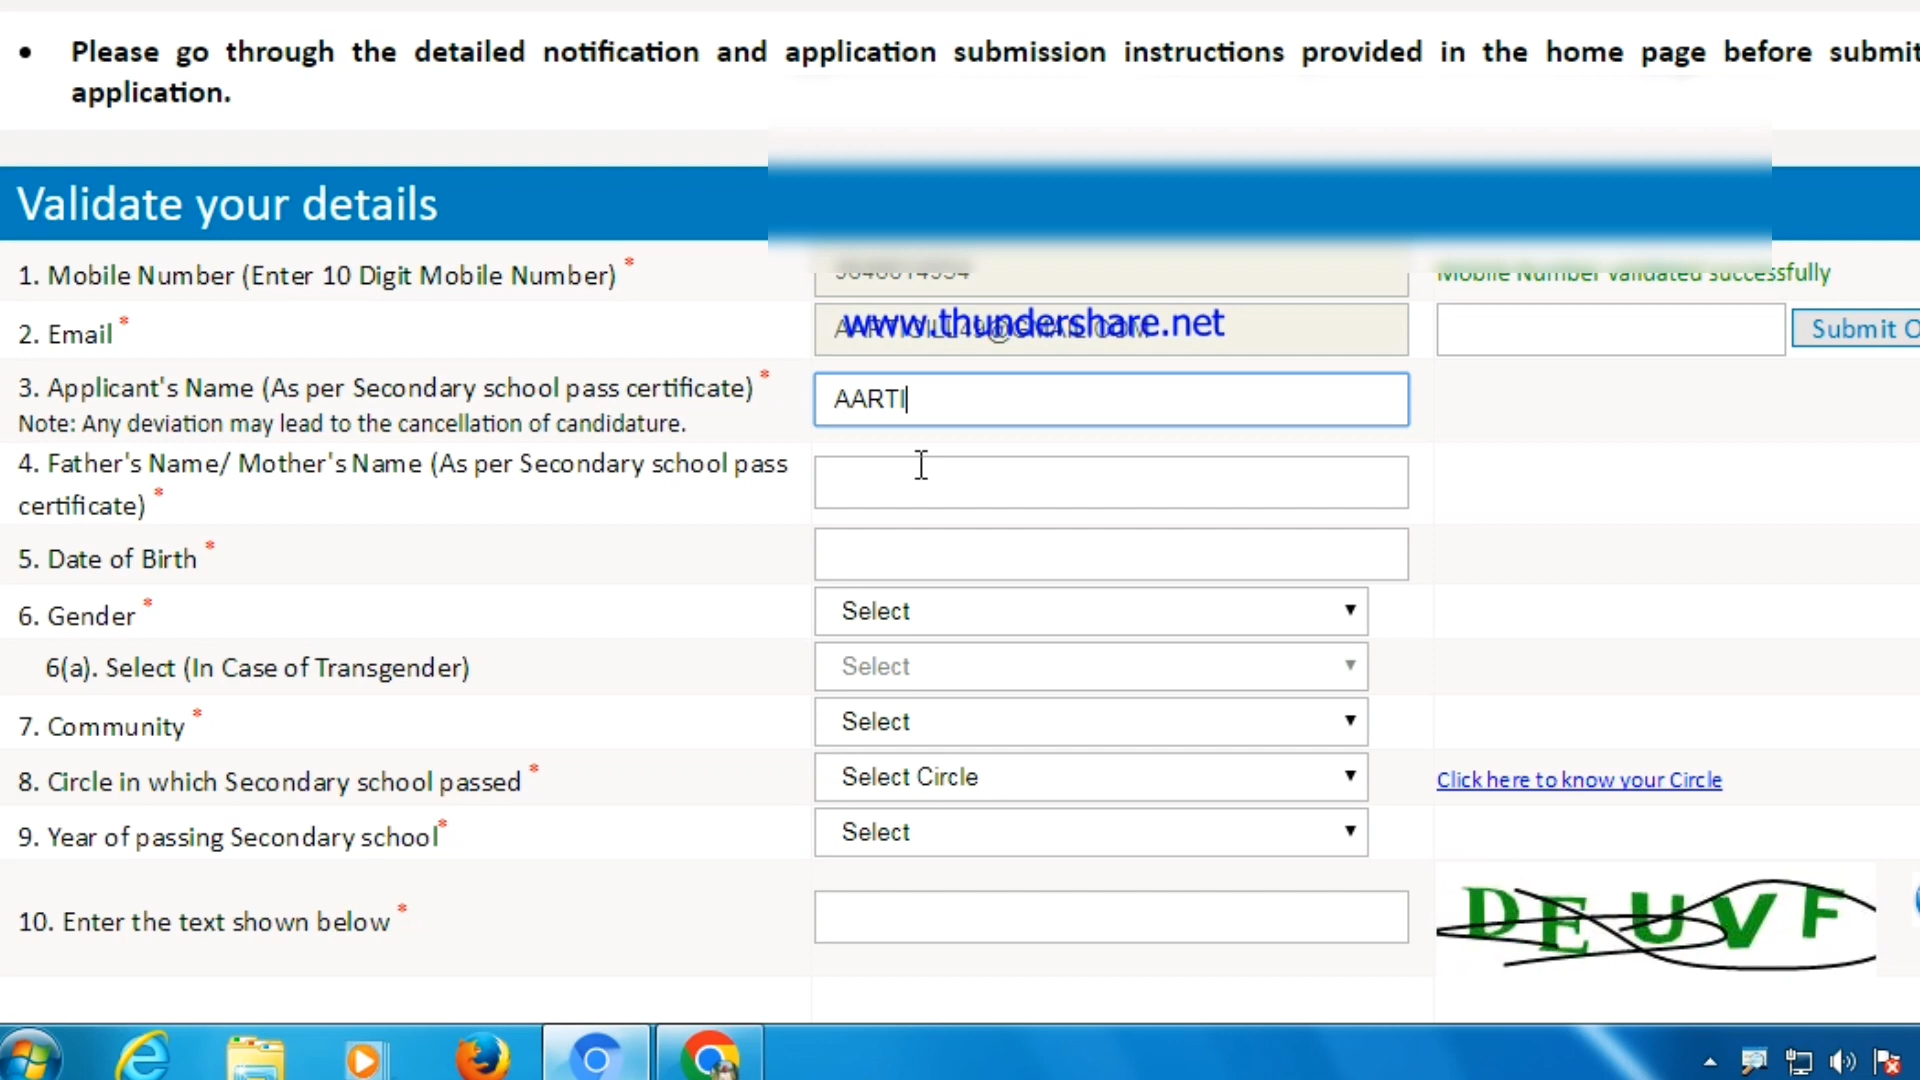 • Please go through the detailed notification and application submission instructions provided in the home page before submit
application.
Validate your details
1. Mobile Number (Enter 10 Digit Mobile Number) *
Mobile Number validated successfully
2. Email *
www.thundershare.net
Submit O
3. Applicant's Name (As per Secondary school pass certificate) *
AARTI
Note: Any deviation may lead to the cancellation of candidature.
4. Father's Name/ Mother's Name (As per Secondary school pass
certificate) *
5. Date of Birth *
6. Gender *
Select
6(a). Select (In Case of Transgender)
Select
7. Community *
Select
8. Circle in which Secondary school passed *
Select Circle
Click here to know your Circle
9. Year of passing Secondary school*
Select
10. Enter the text shown below *
DEUVF